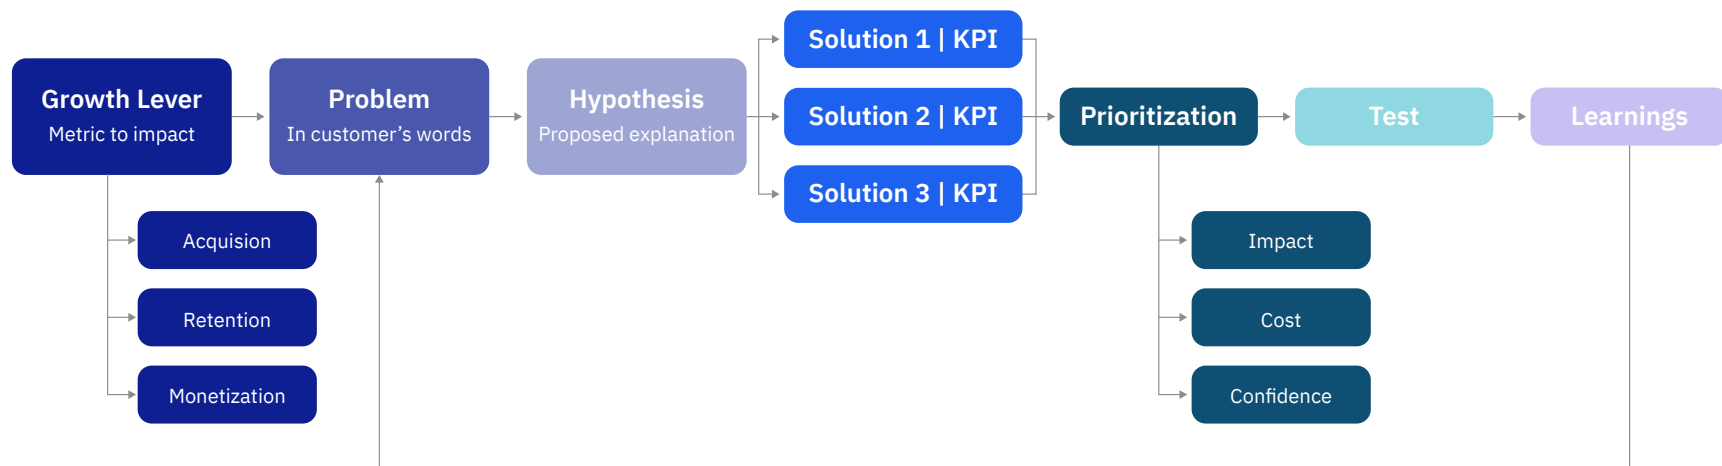 Growth Lever
Metric to impact
Acquision
Retention
Monetization
Problem
In customer’s words
Hypothesis
Proposed explanation
Solution 1 | KPI
Solution 2 | KPI
Solution 3 | KPI
Prioritization
Impact
Cost
Confidence
Test
Learnings